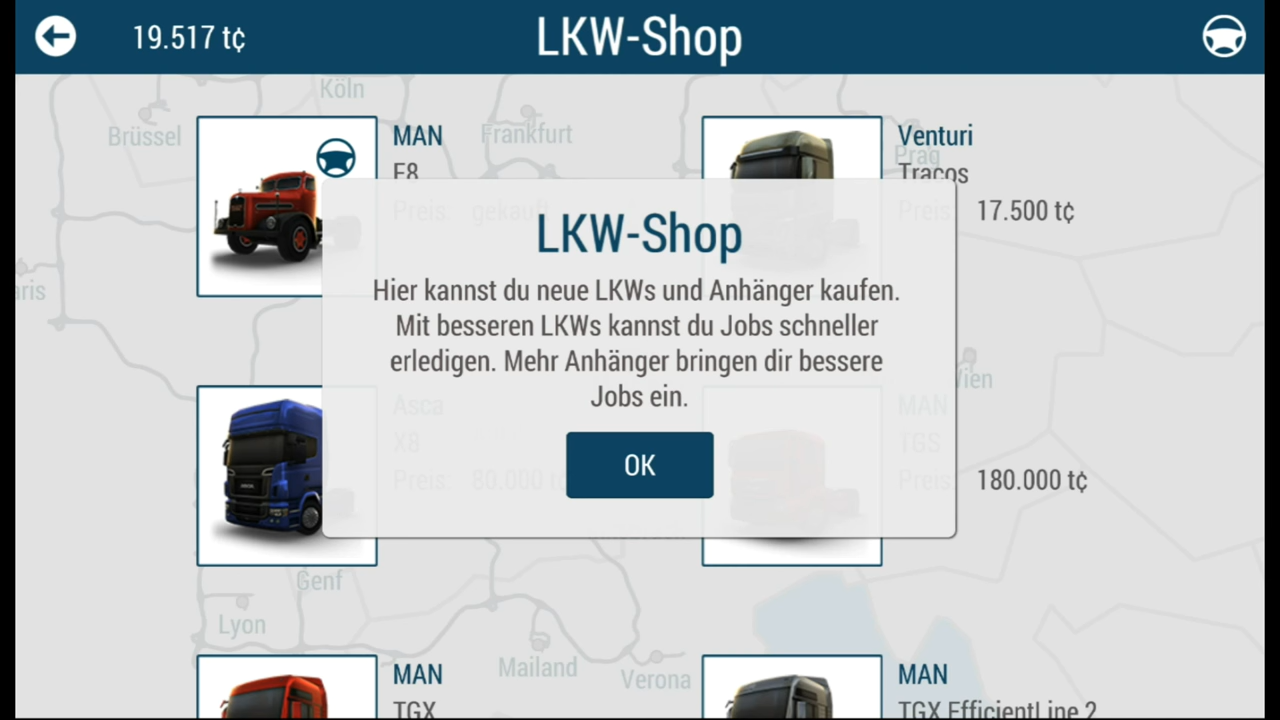 19.517 t¢
LKW-Shop
Köln
Brüssel
Frankfurt
MAN
F8
Preis: gekauft
Venturi
Prag
Tracos
Preis: 17.500 t¢
LKW-Shop
Hier kannst du neue LKWs und Anhänger kaufen.
Mit besseren LKWs kannst du Jobs schneller
erledigen. Mehr Anhänger bringen dir bessere
Jobs ein.
OK
aris
Wien
Asca
X8
Preis: 80.000 t¢
MAN
TGS
Preis: 180.000 t¢
Genf
Lyon
Mailand
Verona
MAN
TGX
MAN
TGX EfficientLine 2